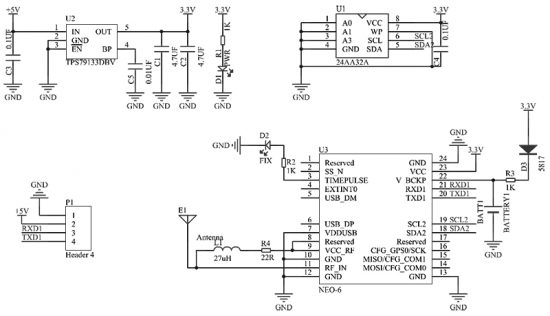 +5V
U2
3.3V
3.3V
1 IN OUT 5
2 GND
3 EN BP 4
TPS79133DBV
C3
0.1UF
GND
GND
C5
0.01UF
GND
C1
4.7UF
C2
4.7UF
GND
R1
1K
D1
PWR
GND
U1
3.3V
1 A0 VCC 8
2 A1 WP 7
3 A3 SCL 6 SCL2
4 GND SDA 5 SDA2
24AA32A
C4
0.1UF
GND
GND
GND
D2
FIX
R2
1K
U3
1 Reserved GND 24
2 SS_N VCC 23
3 TIMEPULSE V_BCKP 22
4 EXTINT0 RXD1 21 RXD1
5 USB_DM TXD1 20 TXD1
6 USB_DP SCL2 19 SCL2
7 VDDUSB SDA2 18 SDA2
8 Reserved Reserved 17
9 VCC_RF CFG_GPS0/SCK 16
10 GND MISO/CFG_COM1 15
11 RF_IN MOSI/CFG_COM0 14
12 GND GND 13
NEO-6
GND
3.3V
3.3V
D3
5817
R3
1K
BATT1
BATTERY1
GND
GND
GND
E1
Antenna
L1
27uH
R4
22R
GND
P1
+5V
RXD1
TXD1
1
2
3
4
Header 4